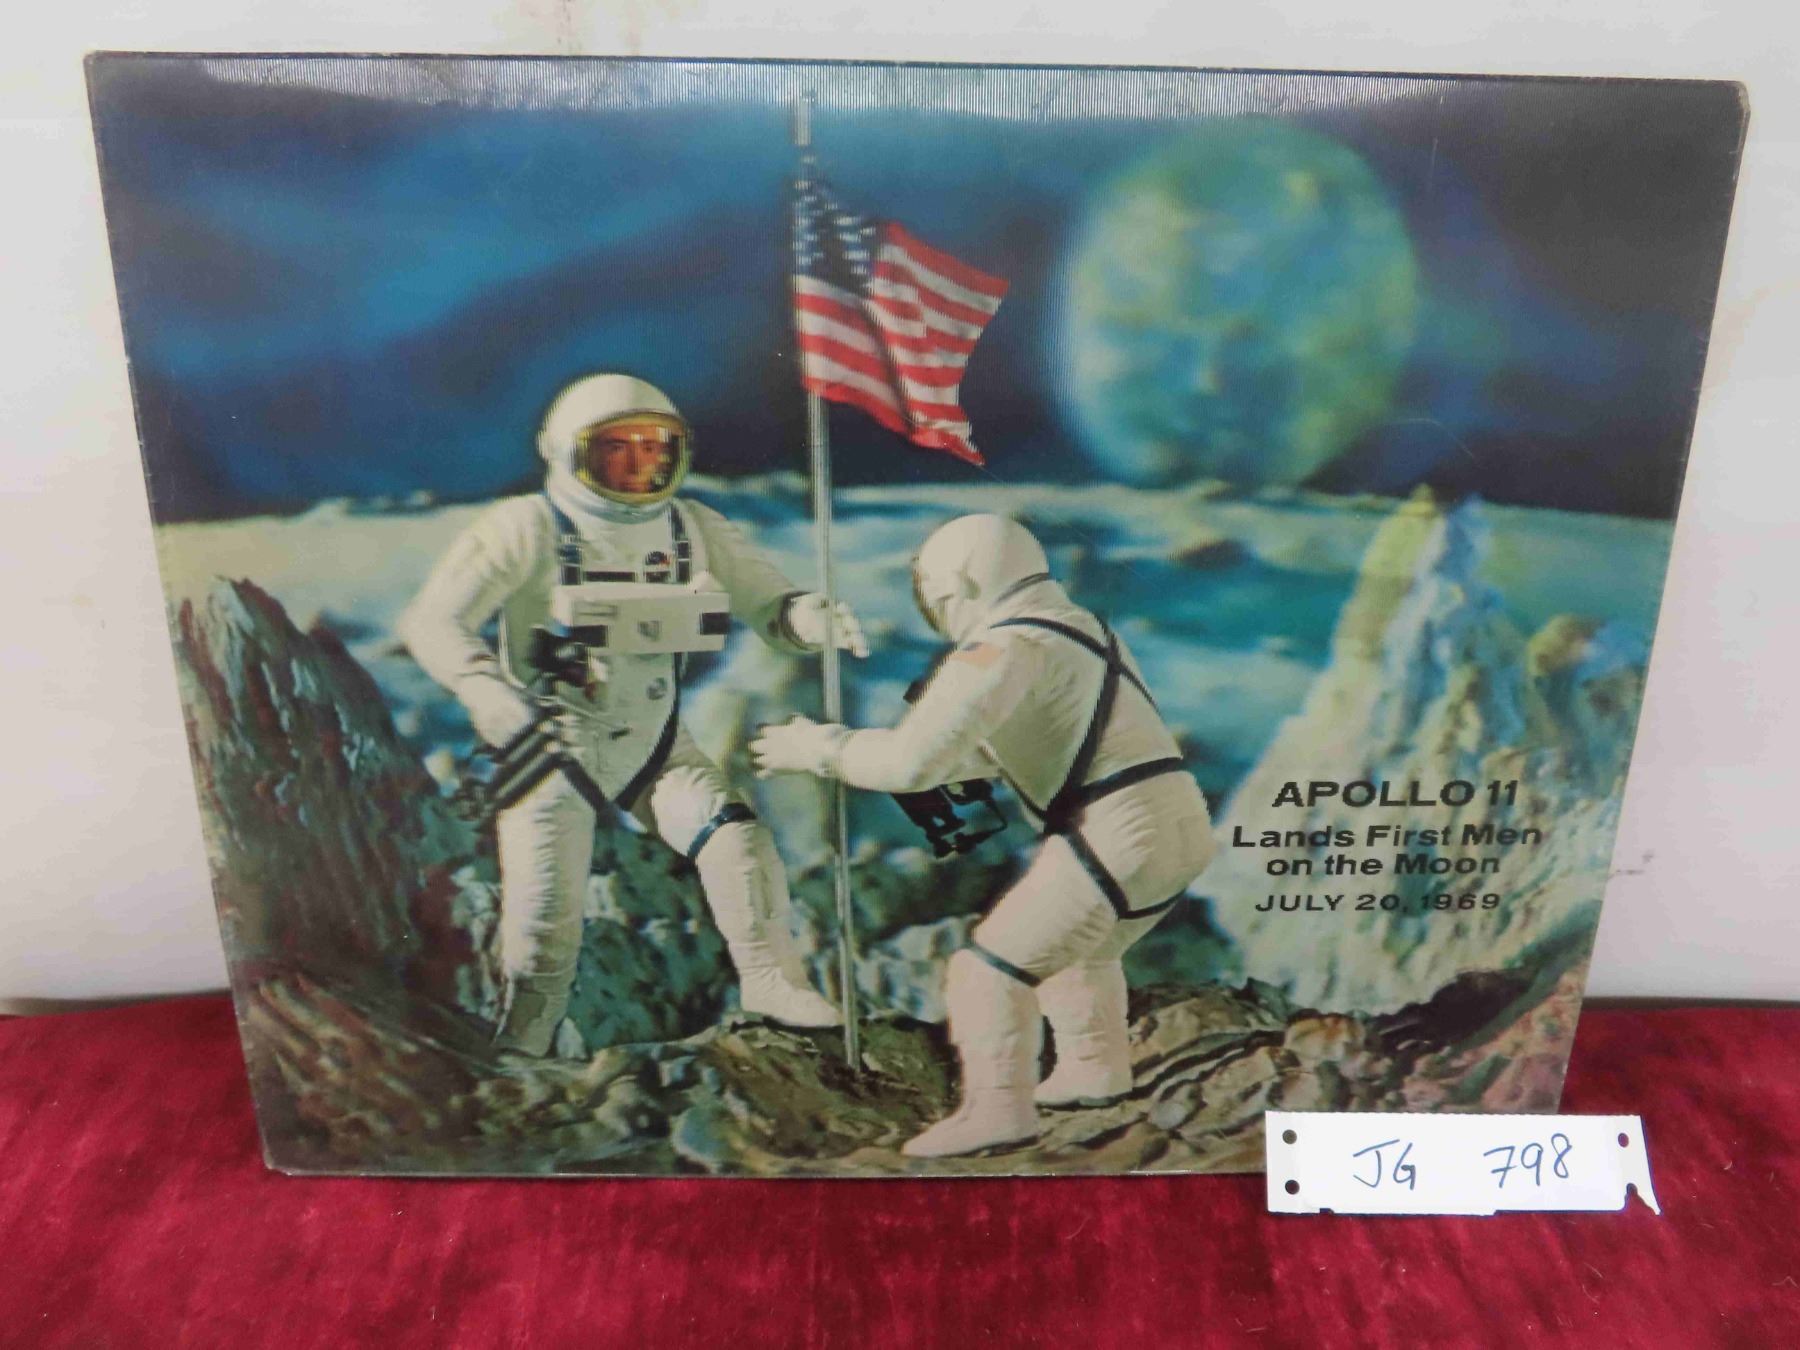 APOLLO 11
Lands First Men
on the Moon
JULY 20, 1969
JG 798